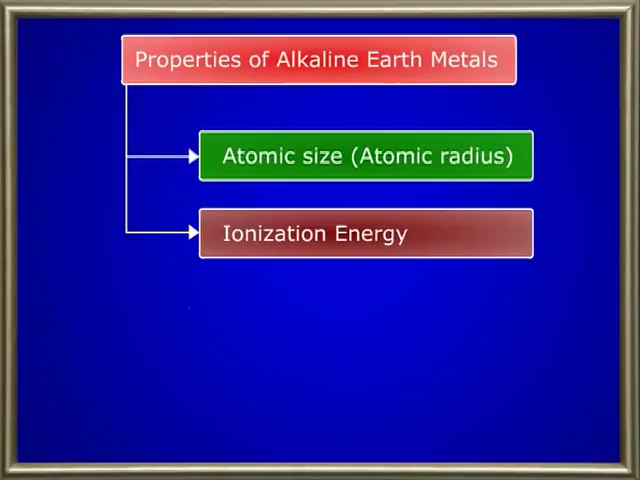 Properties of Alkaline Earth Metals
Atomic size (Atomic radius)
Ionization Energy